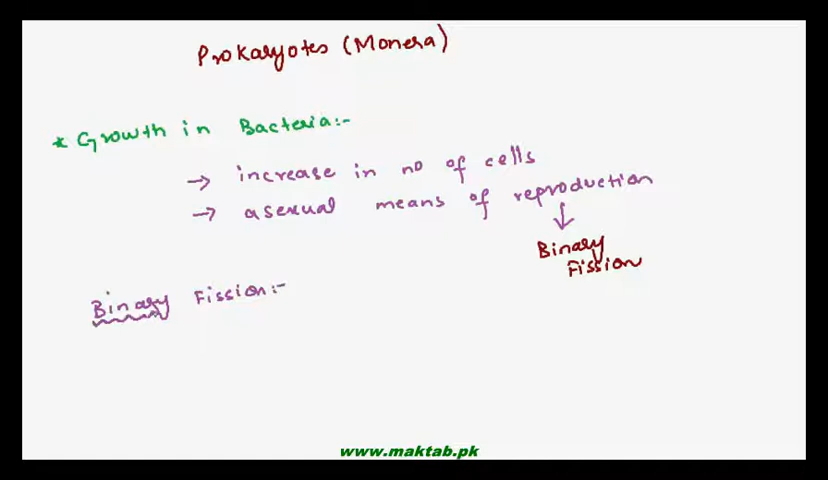 Prokaryotes (Monera)
* Growth in Bacteria:-
→ increase in no of cells
→ asexual means of reproduction
↓
Binary
Fission
Binary Fission:-
www.maktab.pk